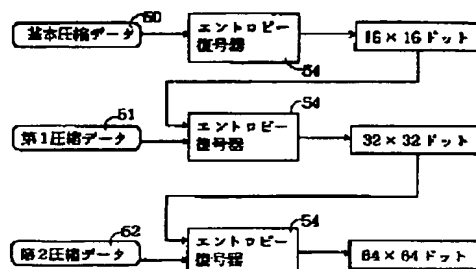 50
基本圧縮データ
エントロピー
復号器
54
16×16ドット
51
第1圧縮データ
エントロピー
復号器
54
32×32ドット
52
第2圧縮データ
エントロピー
復号器
54
64×64ドット